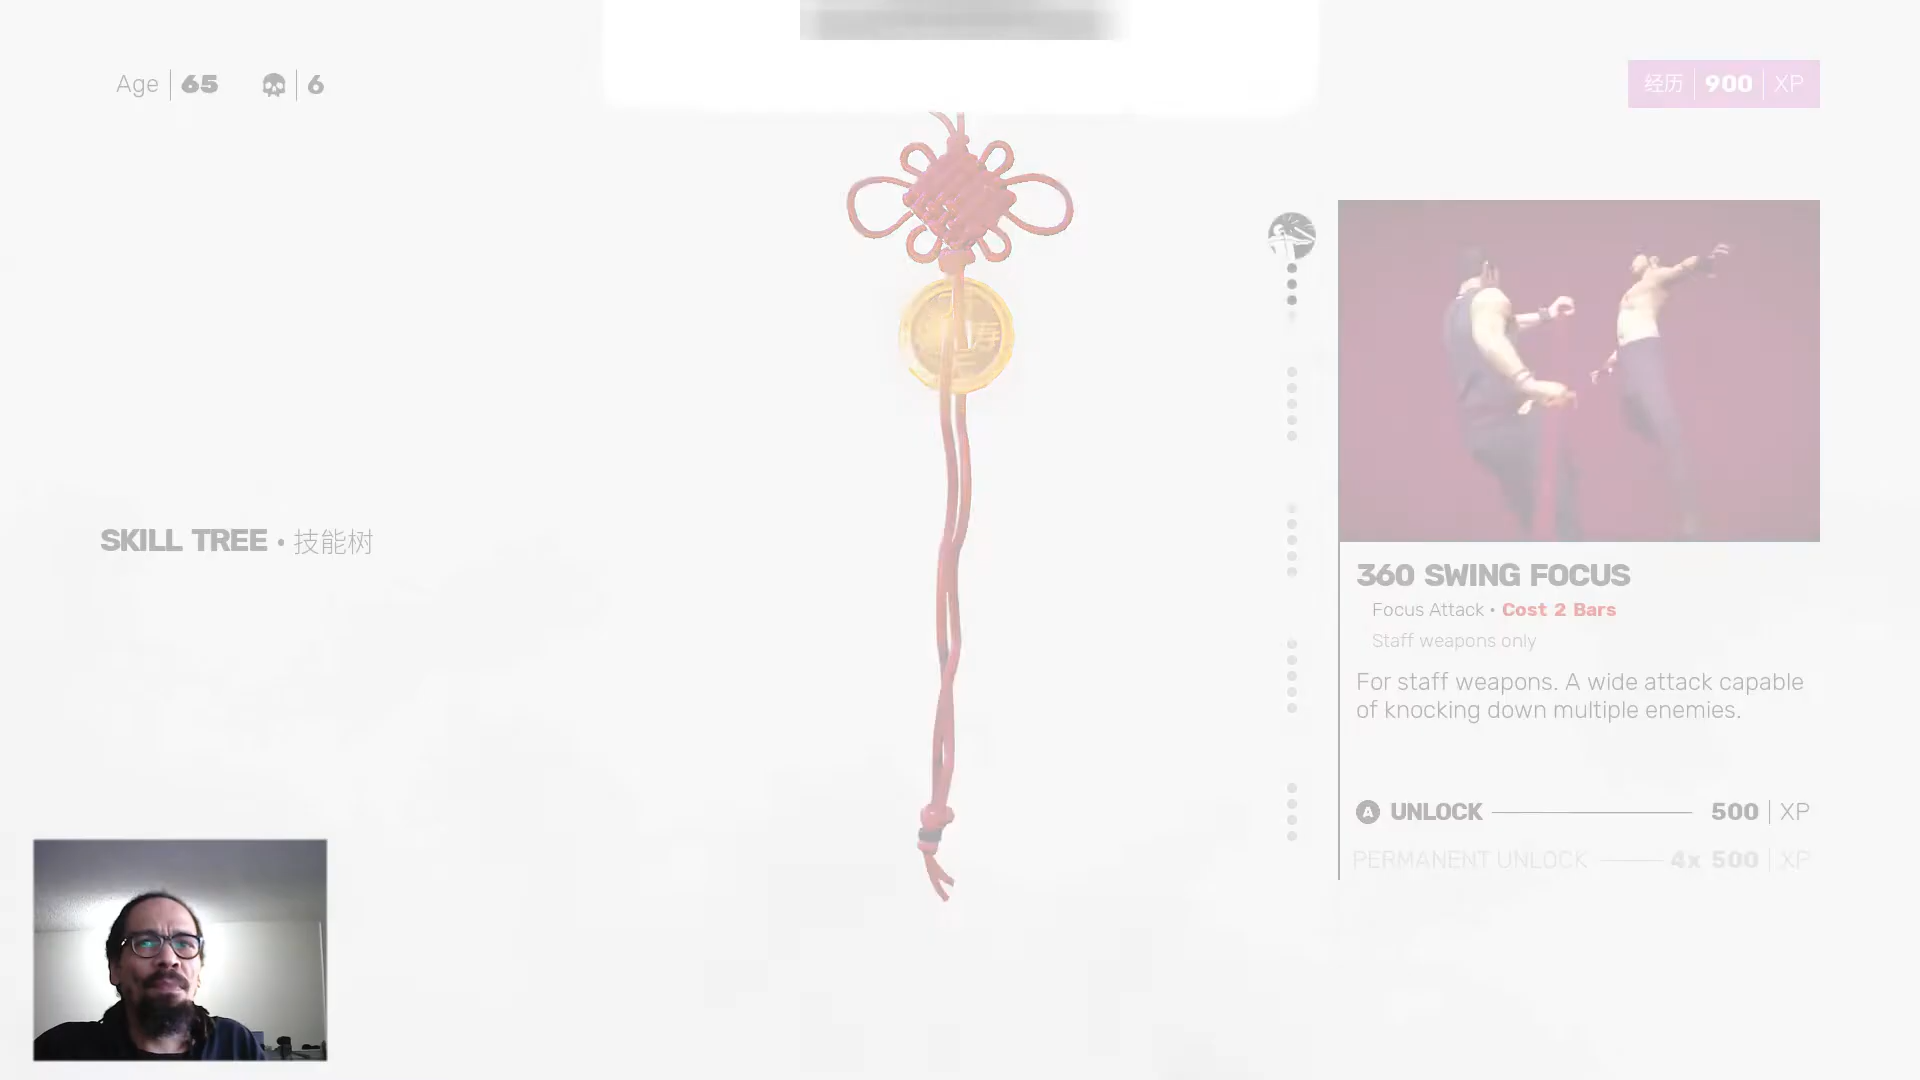 Age 65 6
经历 900 XP
SKILL TREE • 技能树
360 SWING FOCUS
Focus Attack • Cost 2 Bars
Staff weapons only
For staff weapons. A wide attack capable
of knocking down multiple enemies.
A UNLOCK 500 XP
PERMANENT UNLOCK 4x 500 XP